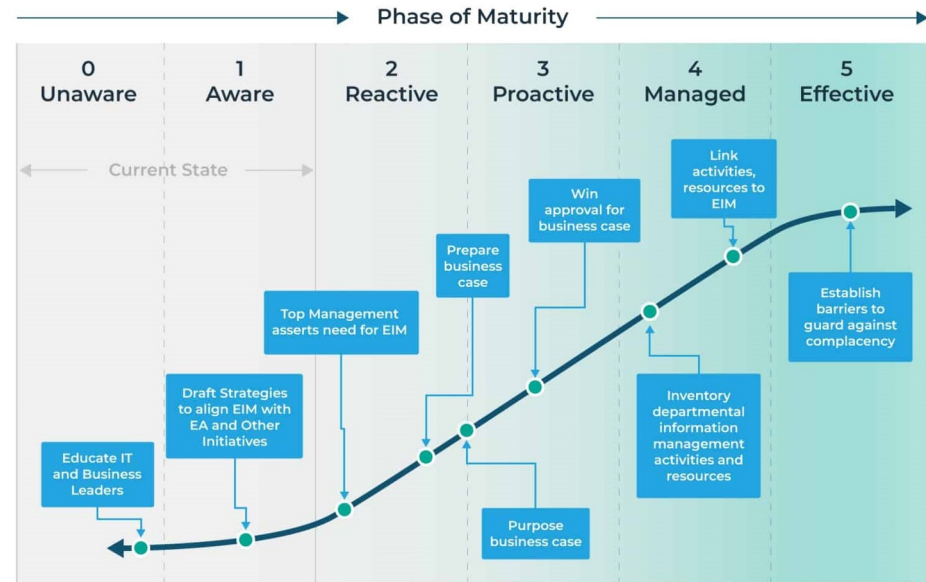 Phase of Maturity
0
Unaware
1
Aware
2
Reactive
3
Proactive
4
Managed
5
Effective
Current State
Educate IT
and Business
Leaders
Draft Strategies
to align EIM with
EA and Other
Initiatives
Top Management
asserts need for EIM
Prepare
business
case
Purpose
business case
Win
approval for
business case
Inventory
departmental
information
management
activities and
resources
Link
activities,
resources to
EIM
Establish
barriers to
guard against
complacency